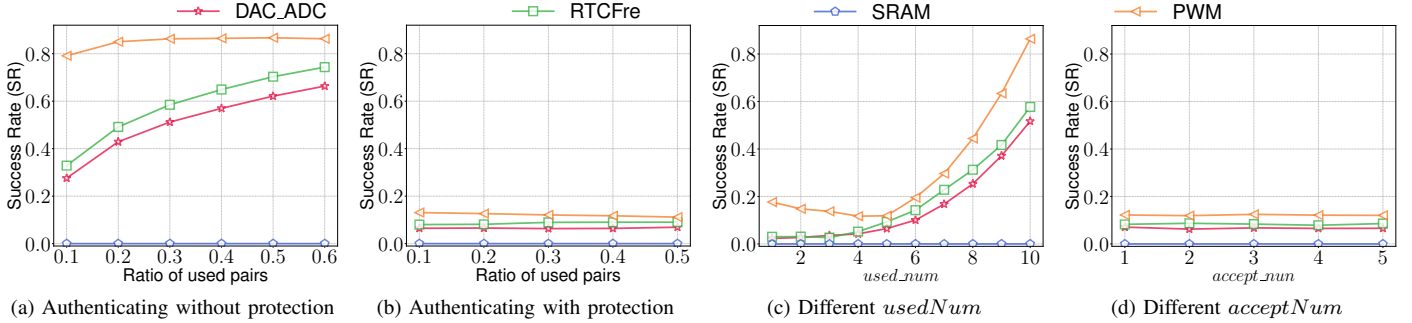 DAC_ADC RTCFre SRAM PWM
Success Rate (SR)
0.8
0.6
0.4
0.2
0.0
0.1 0.2 0.3 0.4 0.5 0.6
Ratio of used pairs
(a) Authenticating without protection
Success Rate (SR)
0.8
0.6
0.4
0.2
0.0
0.1 0.2 0.3 0.4 0.5
Ratio of used pairs
(b) Authenticating with protection
Success Rate (SR)
0.8
0.6
0.4
0.2
0.0
2 4 6 8 10
used_num
(c) Different usedNum
Success Rate (SR)
0.8
0.6
0.4
0.2
0.0
1 2 3 4 5
accept_nun
(d) Different acceptNum